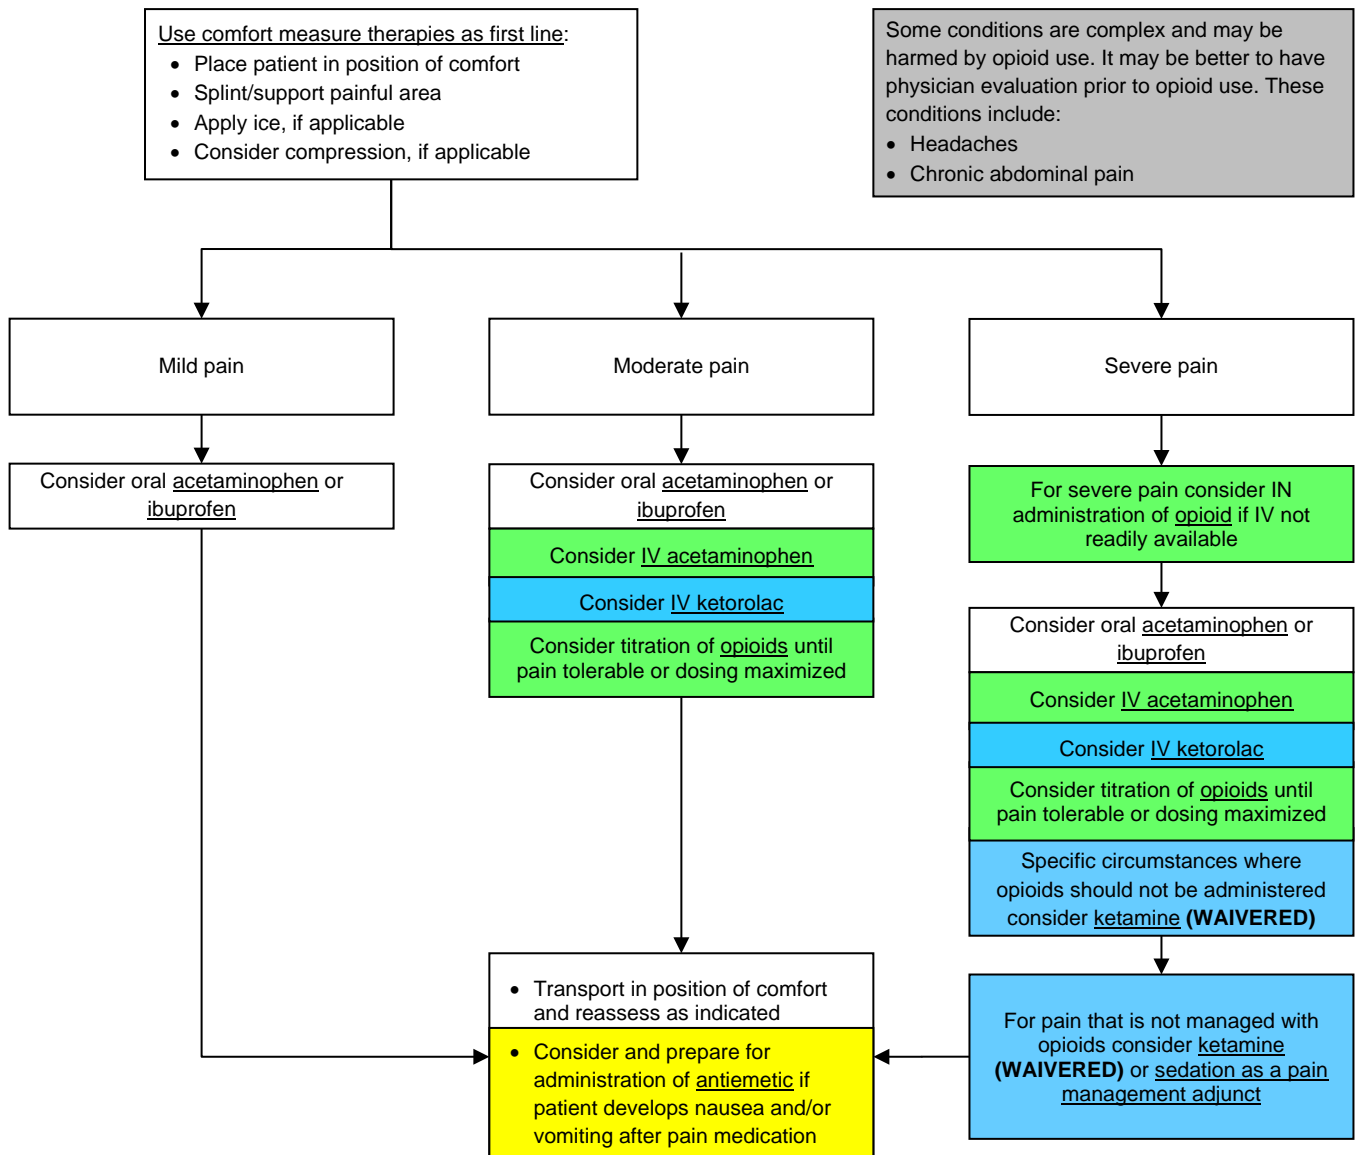 Use comfort measure therapies as first line:
• Place patient in position of comfort
• Splint/support painful area
• Apply ice, if applicable
• Consider compression, if applicable
Some conditions are complex and may be
harmed by opioid use. It may be better to have
physician evaluation prior to opioid use. These
conditions include:
• Headaches
• Chronic abdominal pain
Mild pain
Moderate pain
Severe pain
Consider oral acetaminophen or
ibuprofen
Consider oral acetaminophen or
ibuprofen
Consider IV acetaminophen
Consider IV ketorolac
Consider titration of opioids until
pain tolerable or dosing maximized
For severe pain consider IN
administration of opioid if IV not
readily available
Consider oral acetaminophen or
ibuprofen
Consider IV acetaminophen
Consider IV ketorolac
Consider titration of opioids until
pain tolerable or dosing maximized
Specific circumstances where
opioids should not be administered
consider ketamine (WAIVERED)
• Transport in position of comfort
and reassess as indicated
• Consider and prepare for
administration of antiemetic if
patient develops nausea and/or
vomiting after pain medication
For pain that is not managed with
opioids consider ketamine
(WAIVERED) or sedation as a pain
management adjunct